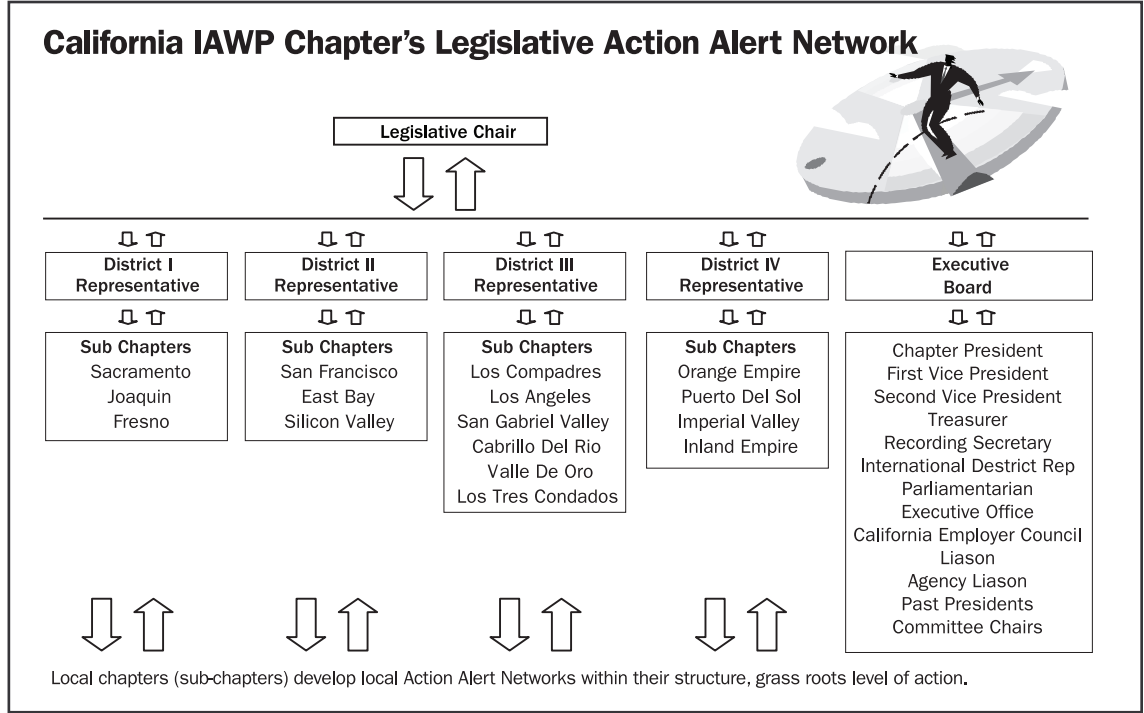 California IAWP Chapter's Legislative Action Alert Network
Legislative Chair
District I
Representative
Sub Chapters
Sacramento
Joaquin
Fresno
District II
Representative
Sub Chapters
San Francisco
East Bay
Silicon Valley
District III
Representative
Sub Chapters
Los Compadres
Los Angeles
San Gabriel Valley
Cabrillo Del Rio
Valle De Oro
Los Tres Condados
District IV
Representative
Sub Chapters
Orange Empire
Puerto Del Sol
Imperial Valley
Inland Empire
Executive
Board
Chapter President
First Vice President
Second Vice President
Treasurer
Recording Secretary
International Destrict Rep
Parliamentarian
Executive Office
California Employer Council
Liason
Agency Liason
Past Presidents
Committee Chairs
Local chapters (sub-chapters) develop local Action Alert Networks within their structure, grass roots level of action.